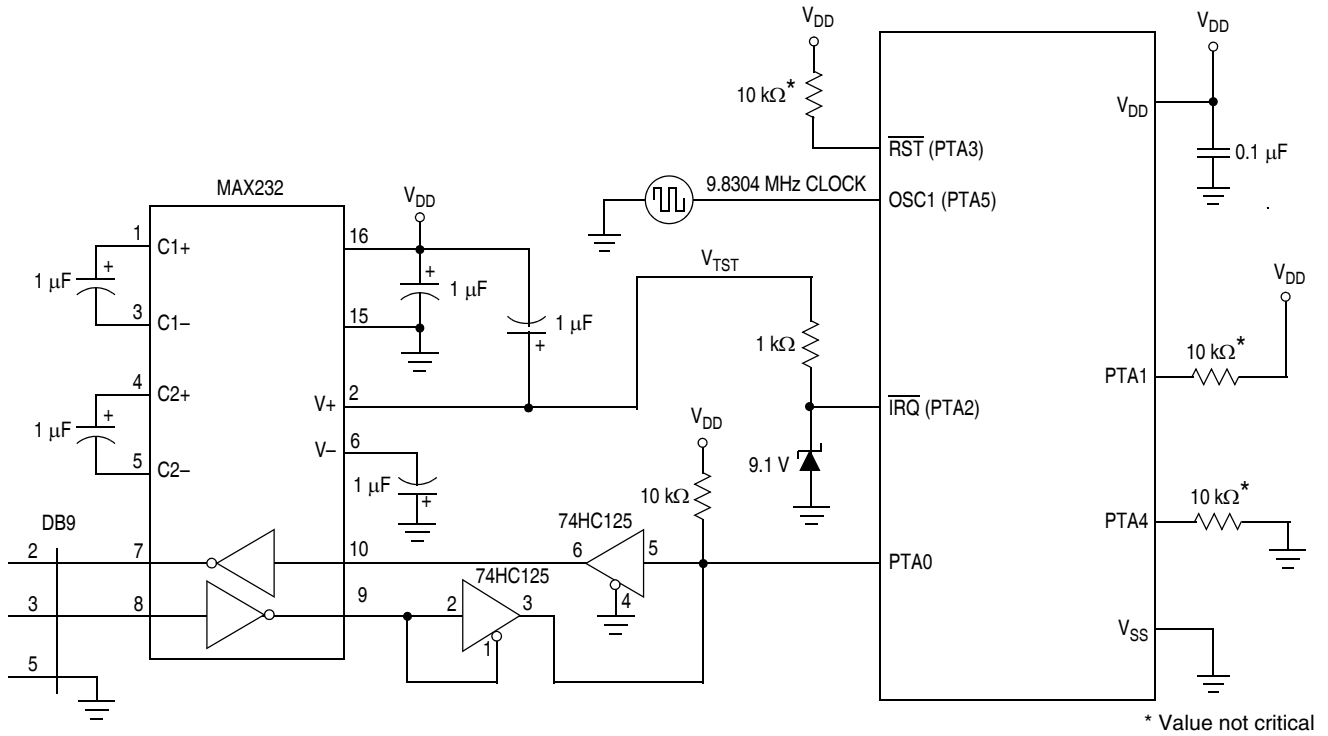 VDD
VDD
10 kΩ*
VDD
RST (PTA3)
0.1 µF
MAX232
VDD
9.8304 MHz CLOCK
OSC1 (PTA5)
1
C1+
16
1 µF
+
+
1 µF
VTST
VDD
3
C1–
15
1 µF
+
1 kΩ
10 kΩ*
PTA1
4
C2+
V+
2
IRQ (PTA2)
1 µF
+
VDD
V–
6
5
C2–
1 µF
+
9.1 V
10 kΩ
10 kΩ*
PTA4
DB9
74HC125
2
7
10
6
5
PTA0
74HC125
4
3
8
9
2
3
1
VSS
5
* Value not critical